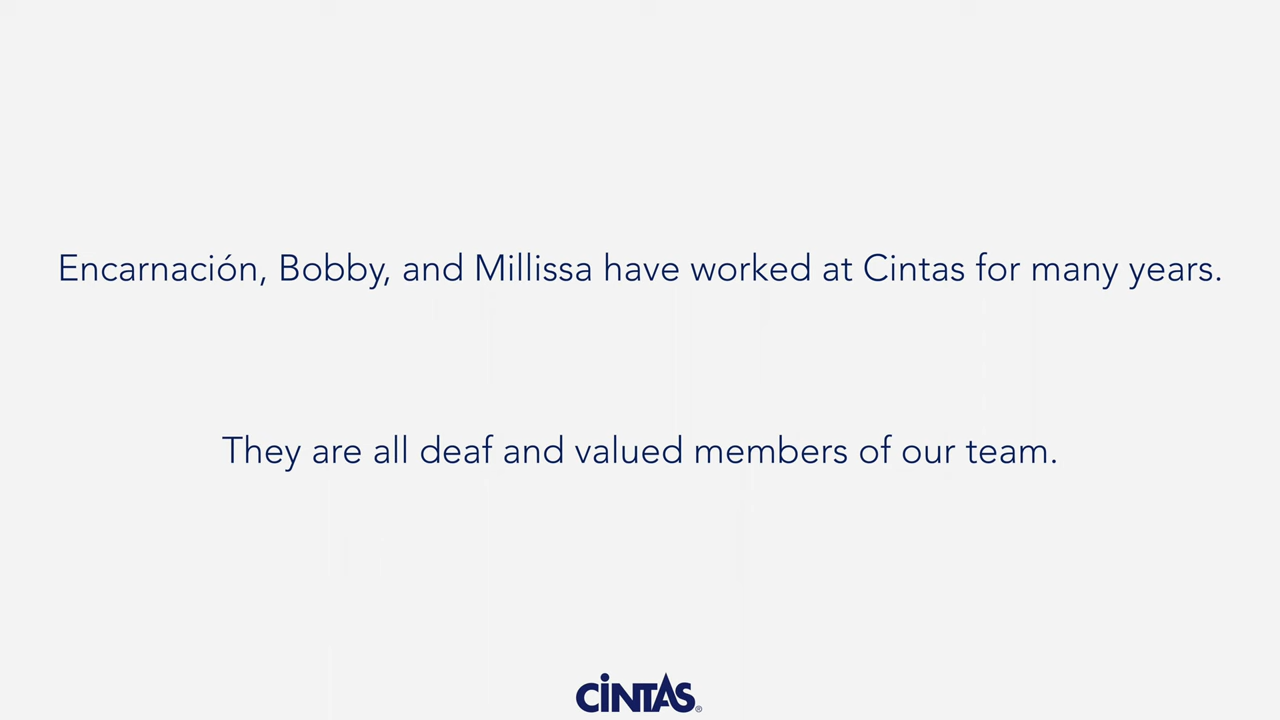 Encarnación, Bobby, and Millissa have worked at Cintas for many years.
They are all deaf and valued members of our team.
CiNTAS®